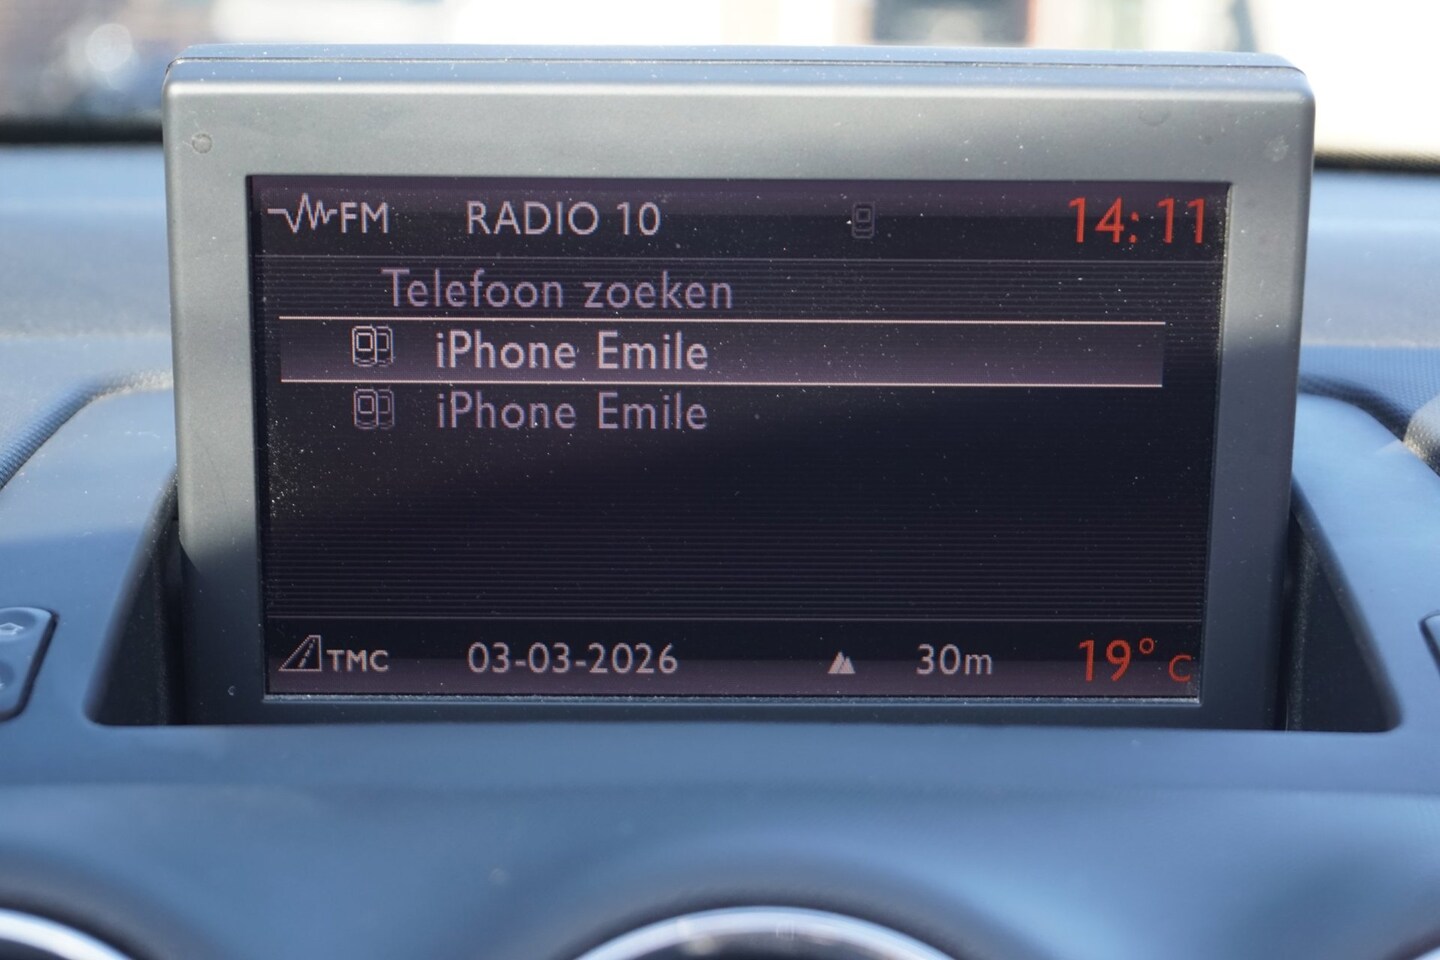 FM RADIO 10 14:11
Telefoon zoeken
iPhone Emile
iPhone Emile
TMC 03-03-2026 30m 19° C